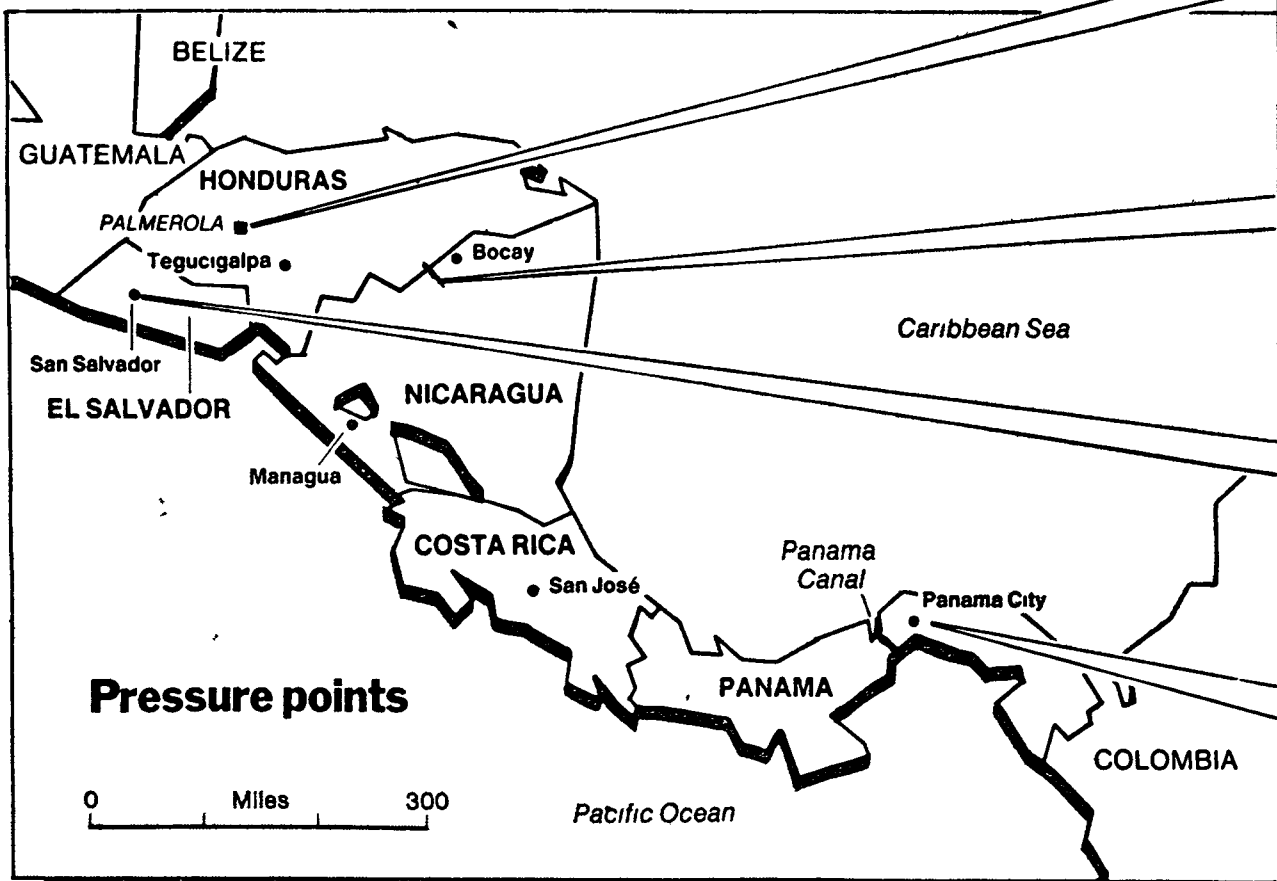 BELIZE
GUATEMALA
HONDURAS
PALMEROLA
Tegucigalpa
Bocay
Caribbean Sea
San Salvador
EL SALVADOR
NICARAGUA
Managua
COSTA RICA
San José
Panama
Canal
Panama City
Pressure points
PANAMA
COLOMBIA
0 Miles 300
Pacific Ocean